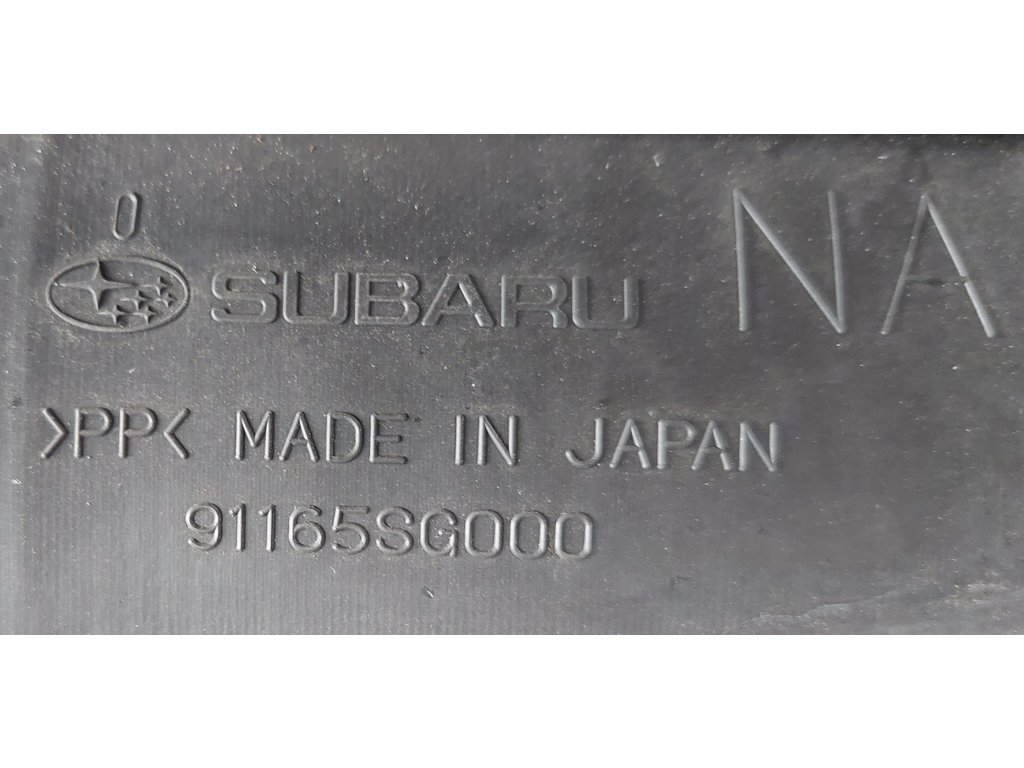 0
SUBARU NA
>PP< MADE IN JAPAN
91165SG000